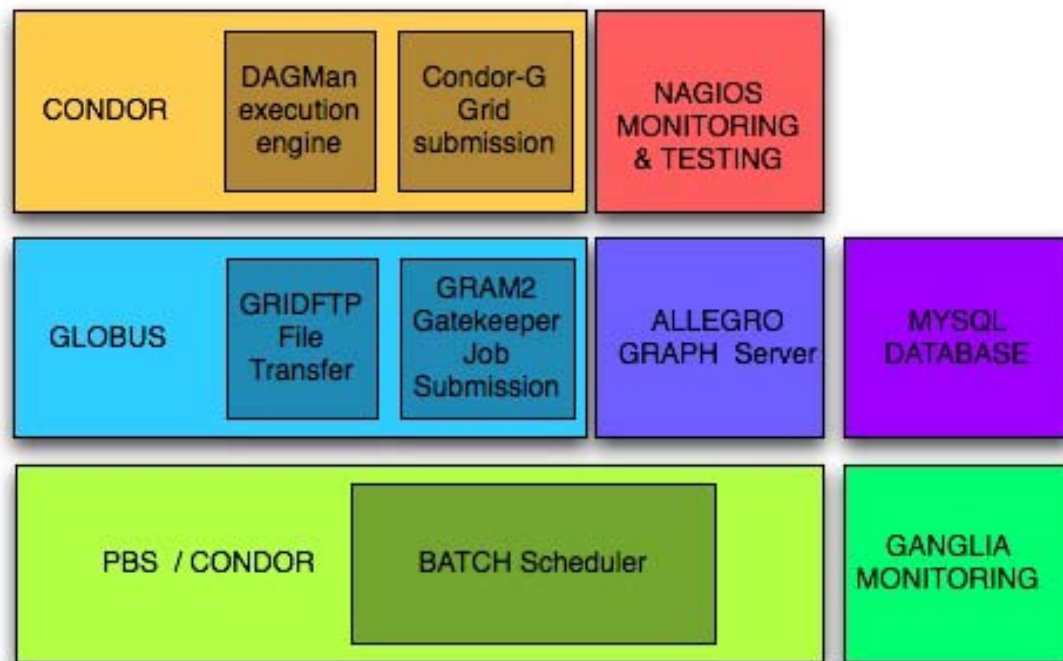 CONDOR
DAGMan
execution
engine
Condor-G
Grid
submission
NAGIOS
MONITORING
& TESTING
GLOBUS
GRIDFTP
File
Transfer
GRAM2
Gatekeeper
Job
Submission
ALLEGRO
GRAPH Server
MYSQL
DATABASE
PBS / CONDOR
BATCH Scheduler
GANGLIA
MONITORING